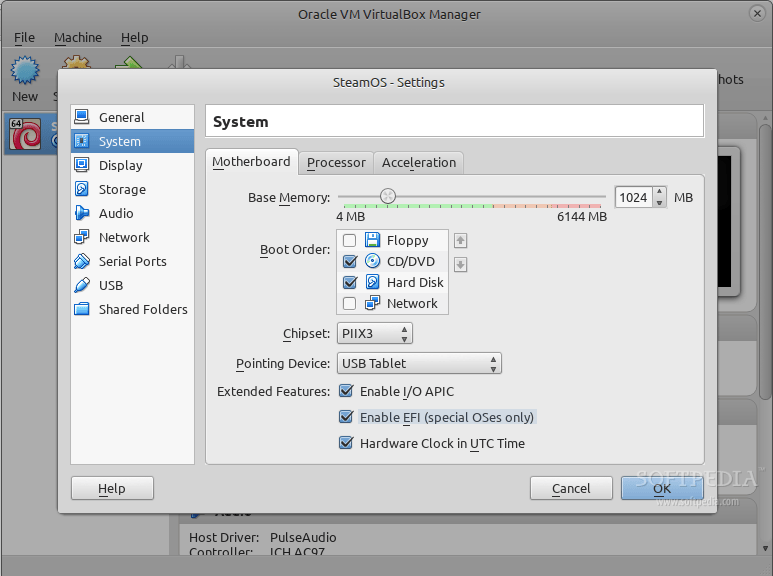 Oracle VM VirtualBox Manager
File Machine Help
New
hots
64
SteamOS - Settings
General
System
Display
Storage
Audio
Network
Serial Ports
USB
Shared Folders
System
Motherboard Processor Acceleration
Base Memory: 1024 MB
4 MB 6144 MB
Boot Order:
Floppy
CD/DVD
Hard Disk
Network
Chipset: PIIX3
Pointing Device: USB Tablet
Extended Features: Enable I/O APIC
Enable EFI (special OSes only)
Hardware Clock in UTC Time
Help Cancel OK
SOFTPEDIA
www.softpedia.com
Audio
Host Driver: PulseAudio
Controller: ICH AC97